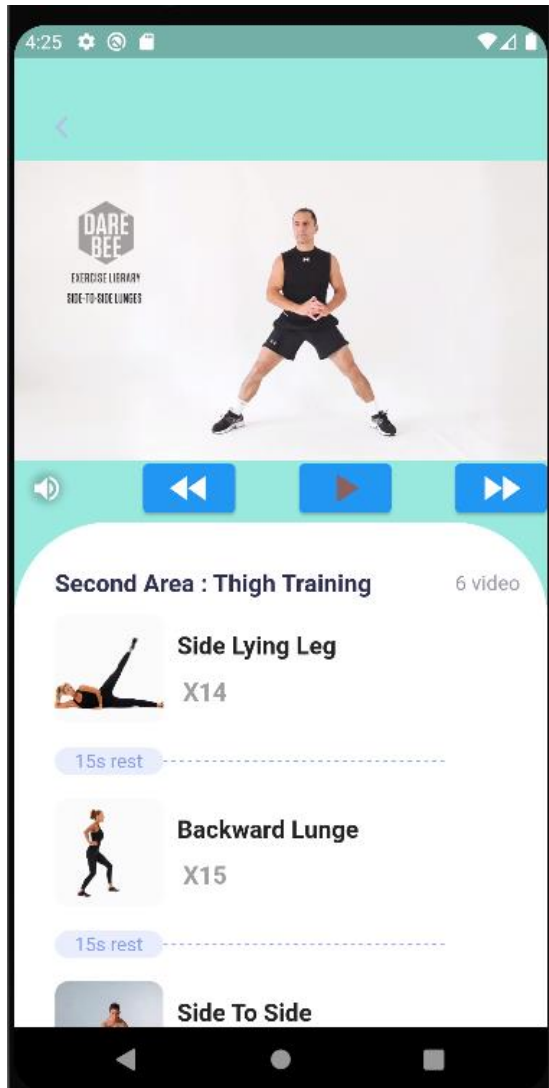 4:25
DARE
BEE
EXERCISE LIBRARY
SIDE-TO-SIDE LUNGES
Second Area : Thigh Training
6 video
Side Lying Leg
X14
15s rest
Backward Lunge
X15
15s rest
Side To Side